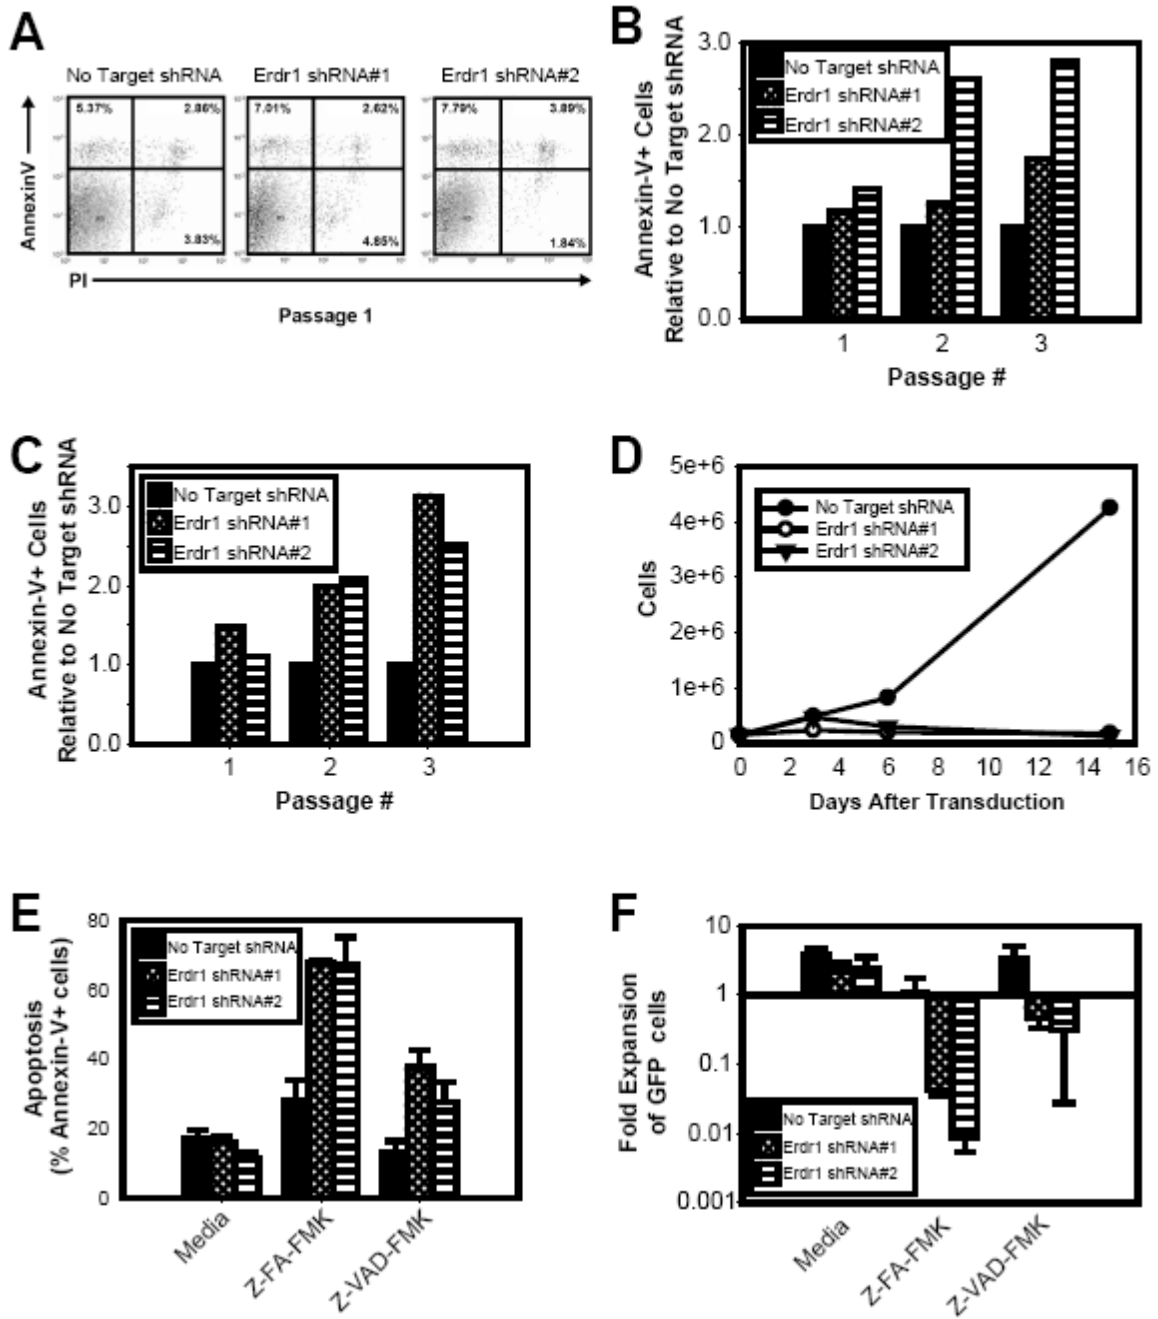 A
No Target shRNA
Erdr1 shRNA#1
Erdr1 shRNA#2
5.37%
2.86%
3.83%
7.01%
2.62%
4.85%
7.79%
3.89%
1.84%
AnnexinV
PI
Passage 1
B
Annexin-V+ Cells
Relative to No Target shRNA
3.0
2.0
1.0
0.0
No Target shRNA
Erdr1 shRNA#1
Erdr1 shRNA#2
1 2 3
Passage #
C
Annexin-V+ Cells
Relative to No Target shRNA
3.0
2.0
1.0
0.0
No Target shRNA
Erdr1 shRNA#1
Erdr1 shRNA#2
1 2 3
Passage #
D
Cells
5e+6
4e+6
3e+6
2e+6
1e+6
0
No Target shRNA
Erdr1 shRNA#1
Erdr1 shRNA#2
0 2 4 6 8 10 12 14 16
Days After Transduction
E
Apoptosis
(% Annexin-V+ cells)
80
60
40
20
0
No Target shRNA
Erdr1 shRNA#1
Erdr1 shRNA#2
Media
Z-FA-FMK
Z-VAD-FMK
F
Fold Expansion
of GFP cells
10
1
0.1
0.01
0.001
No Target shRNA
Erdr1 shRNA#1
Erdr1 shRNA#2
Media
Z-FA-FMK
Z-VAD-FMK